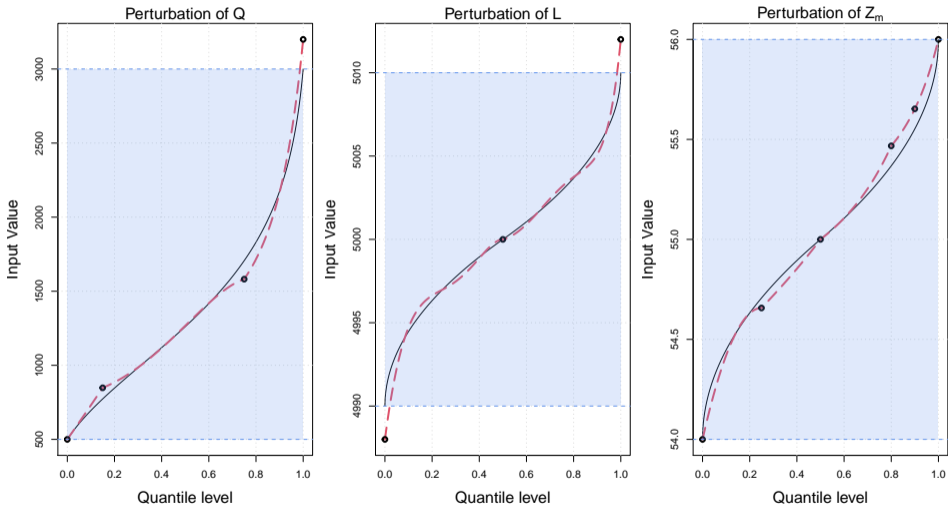 Perturbation of Q
Input Value
3000
2500
2000
1500
1000
500
0.0 0.2 0.4 0.6 0.8 1.0
Quantile level
Perturbation of L
Input Value
5010
5005
5000
4995
4990
0.0 0.2 0.4 0.6 0.8 1.0
Quantile level
Perturbation of Zm
Input Value
56.0
55.5
55.0
54.5
54.0
0.0 0.2 0.4 0.6 0.8 1.0
Quantile level